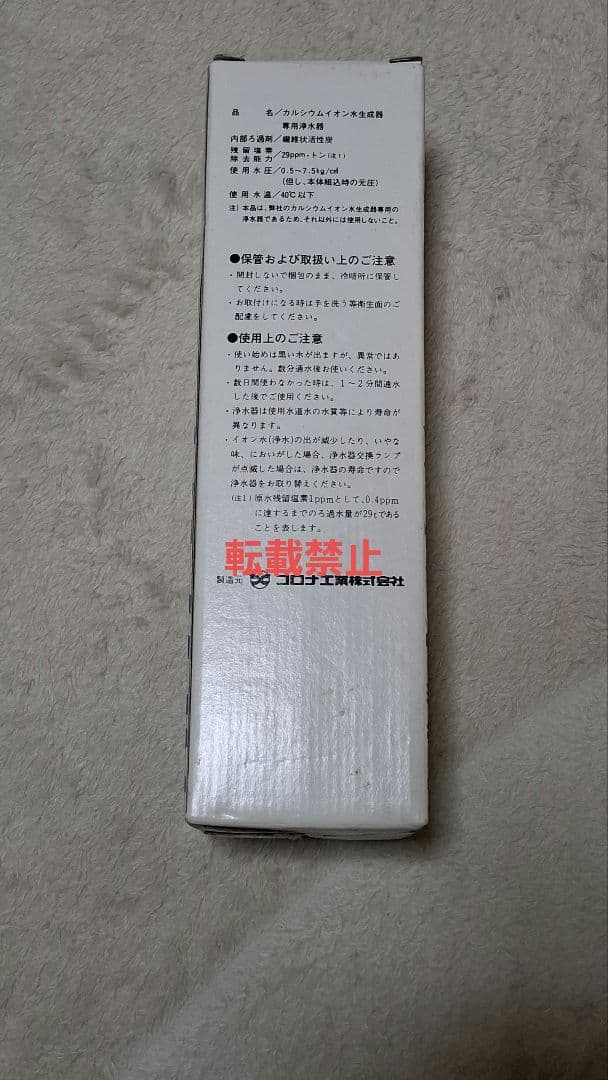 品　　名／カルシウムイオン水生成器
専用浄水器
内部ろ過剤／繊維状活性炭
残留塩素
除去能力／29ppm・トン(注1)
使用水圧／0.5～7.5kg/c㎡
(但し、本体組込時の元圧)
使用水温／40℃以下
注)本品は、弊社のカルシウムイオン水生成器専用の
浄水器であるため、それ以外には使用しないこと。
●保管および取扱い上のご注意
・開封しないで梱包のまま、冷暗所に保管し
てください。
・お取付けになる時は手を洗う等衛生面のご
配慮をしてください。
●使用上のご注意
・使い始めは黒い水が出ますが、異常ではあ
りません。数分通水後お使いください。
・数日間使わなかった時は、1～2分間通水
した後でご使用ください。
・浄水器は使用水道水の水質等により寿命が
異なります。
・イオン水(浄水)の出が減少したり、いやな
味、においがした場合、浄水器交換ランプ
が点滅した場合は、浄水器の寿命ですので
浄水器をお取り替えください。
(注1)原水残留塩素1ppmとして、0.4ppm
に達するまでのろ過水量が29tである
ことを表します。
転載禁止
製造元 コロナ工業株式会社